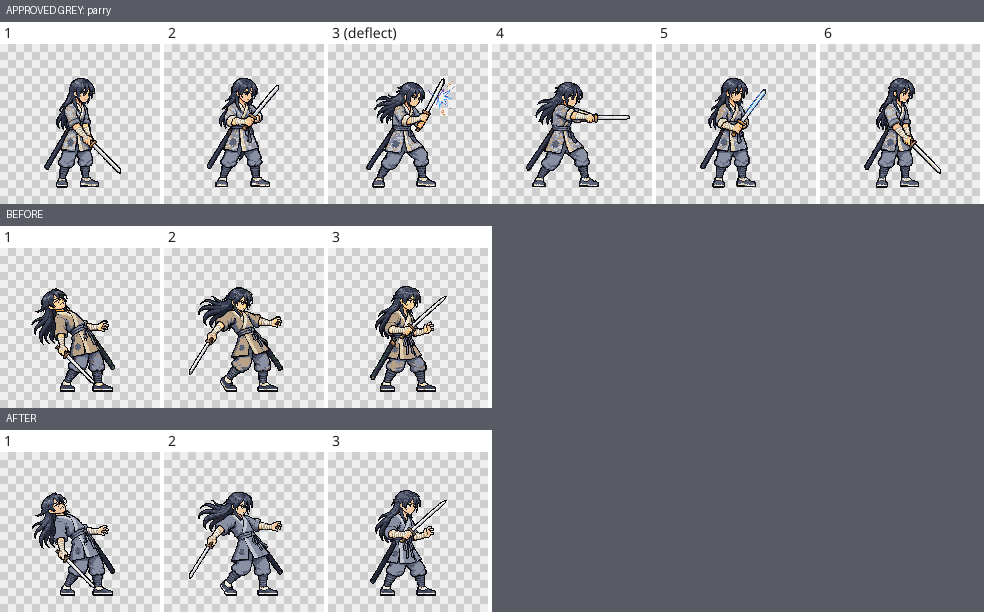 APPROVED GREY: parry
1 2 3 (deflect) 4 5 6
BEFORE
1 2 3
AFTER
1 2 3